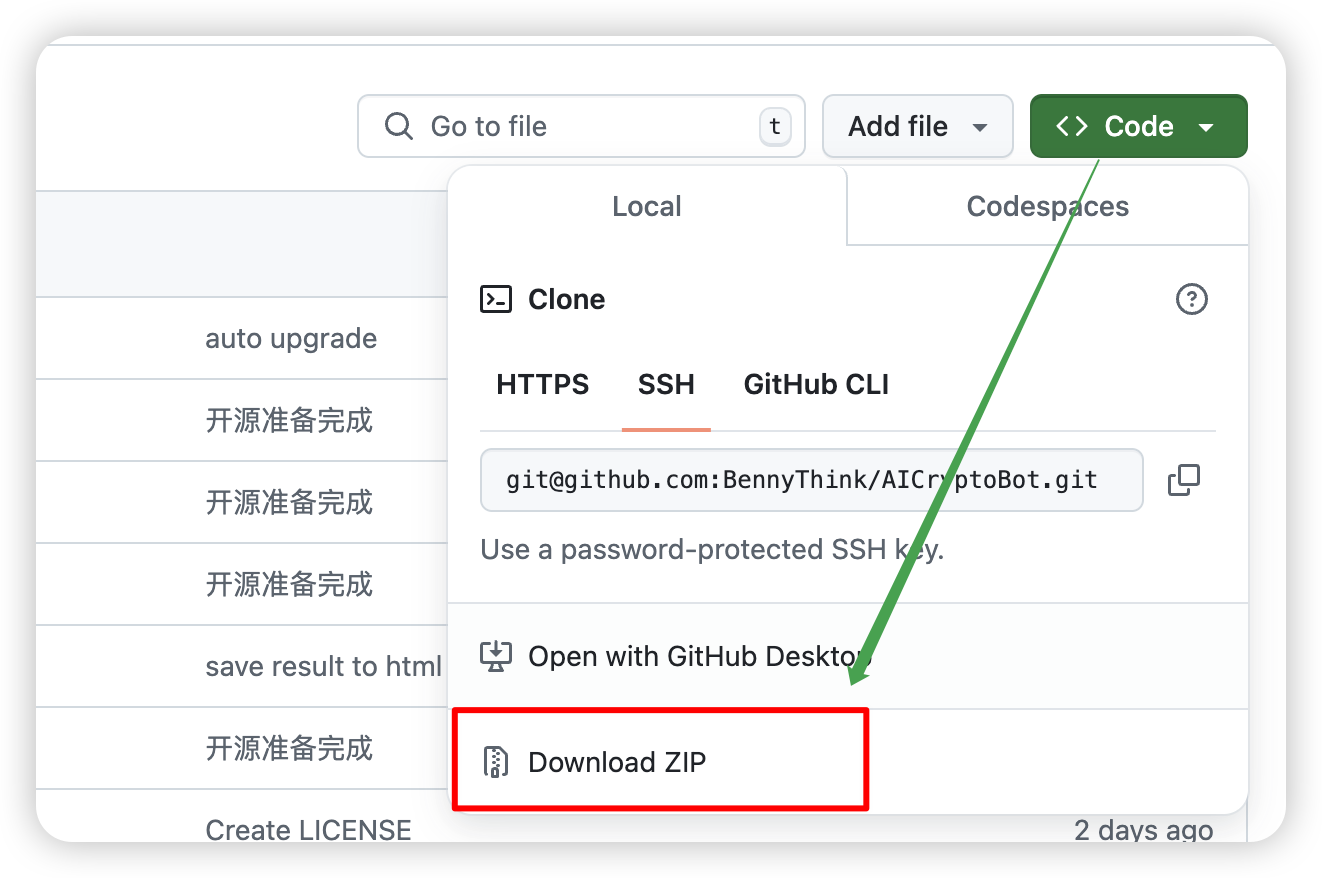 Go to file
t
Add file
Code
Local
Codespaces
Clone
HTTPS
SSH
GitHub CLI
git@github.com:BennyThink/AICryptoBot.git
Use a password-protected SSH key.
Open with GitHub Desktop
Download ZIP
auto upgrade
开源准备完成
开源准备完成
开源准备完成
save result to html
开源准备完成
Create LICENSE
2 days ago